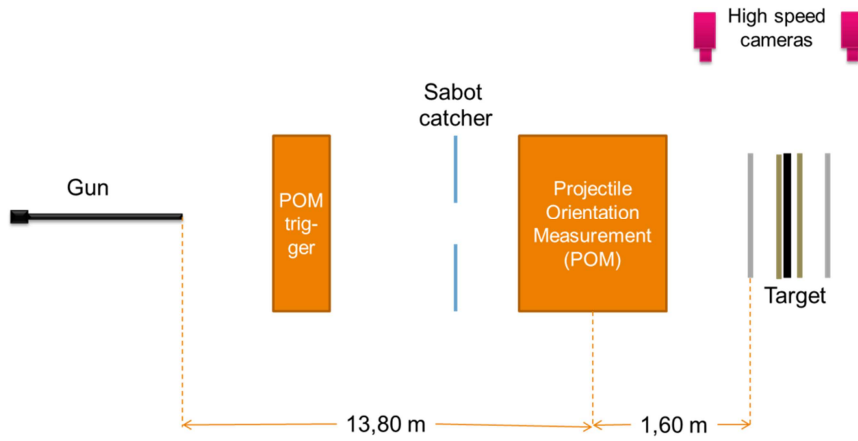 High speed
cameras
Sabot
catcher
Gun
POM
trig-
ger
Projectile
Orientation
Measurement
(POM)
Target
13,80 m
1,60 m